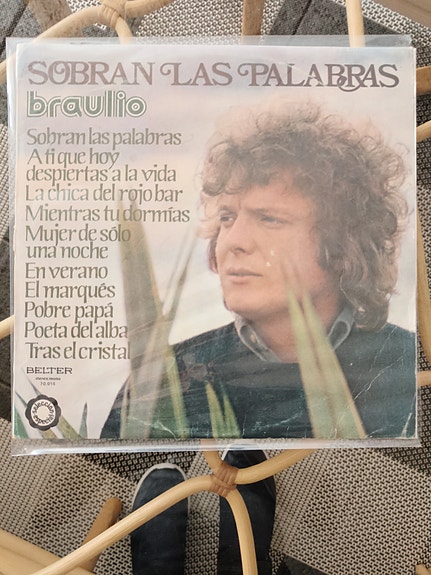 SOBRAN LAS PALABRAS
braulio
Sobran las palabras
A ti que hoy
despiertas a la vida
La chica del rojo bar
Mientras tu dormías
Mujer de sólo
una noche
En verano
El marqués
Pobre papá
Poeta del alba
Tras el cristal
BELTER